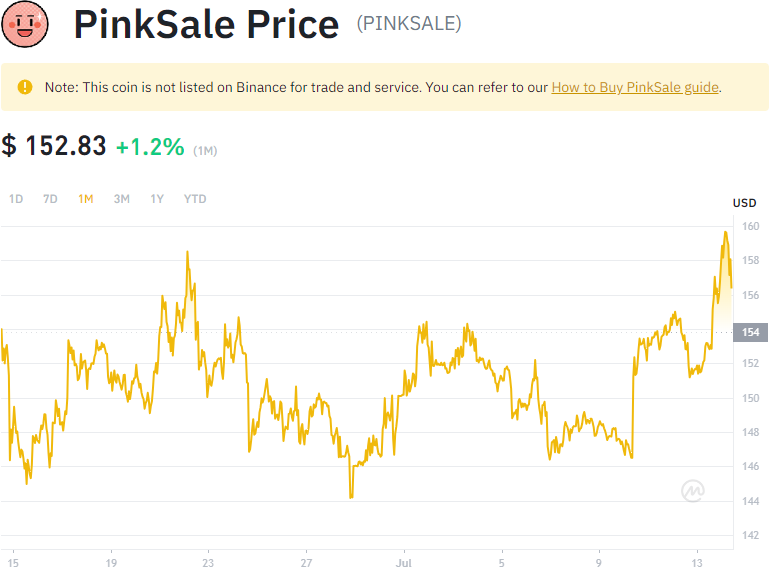 PinkSale Price (PINKSALE)
Note: This coin is not listed on Binance for trade and service. You can refer to our How to Buy PinkSale guide.
$ 152.83 +1.2% (1M)
1D 7D 1M 3M 1Y YTD
USD
160
158
156
154
152
150
148
146
144
142
15 19 23 27 Jul 5 9 13